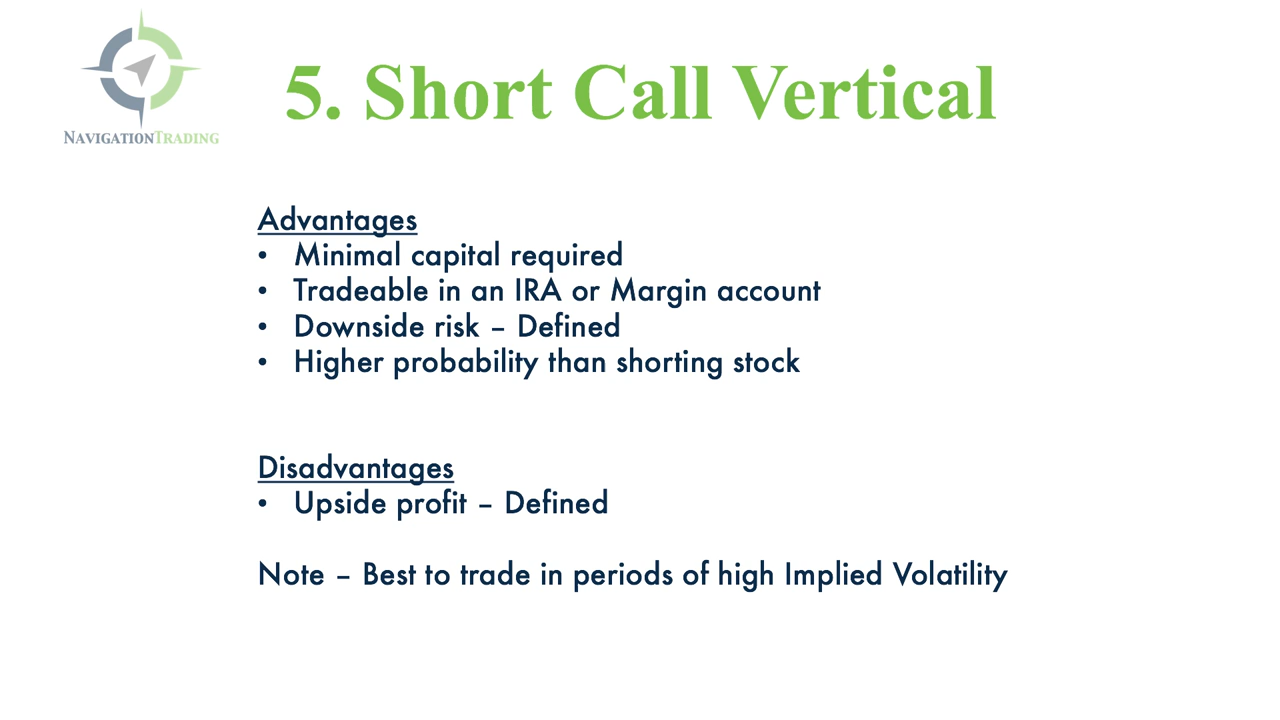 NAVIGATIONTRADING
5. Short Call Vertical
Advantages
• Minimal capital required
• Tradeable in an IRA or Margin account
• Downside risk – Defined
• Higher probability than shorting stock
Disadvantages
• Upside profit – Defined
Note – Best to trade in periods of high Implied Volatility